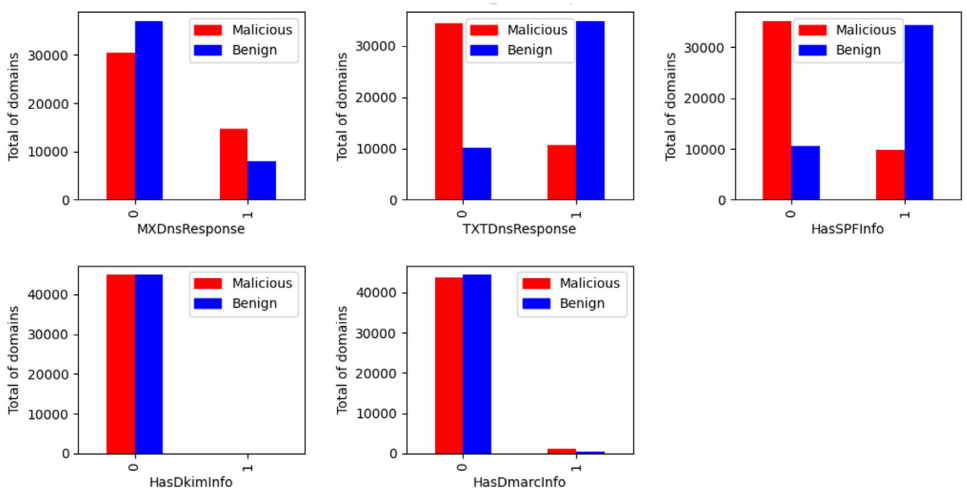 Malicious
Benign
30000
20000
10000
0
Total of domains
0
1
MXDnsResponse
Malicious
Benign
30000
20000
10000
0
Total of domains
0
1
TXTDnsResponse
Malicious
Benign
30000
20000
10000
0
Total of domains
0
1
HasSPFInfo
Malicious
Benign
40000
30000
20000
10000
0
Total of domains
0
1
HasDkimInfo
Malicious
Benign
40000
30000
20000
10000
0
Total of domains
0
1
HasDmarcInfo